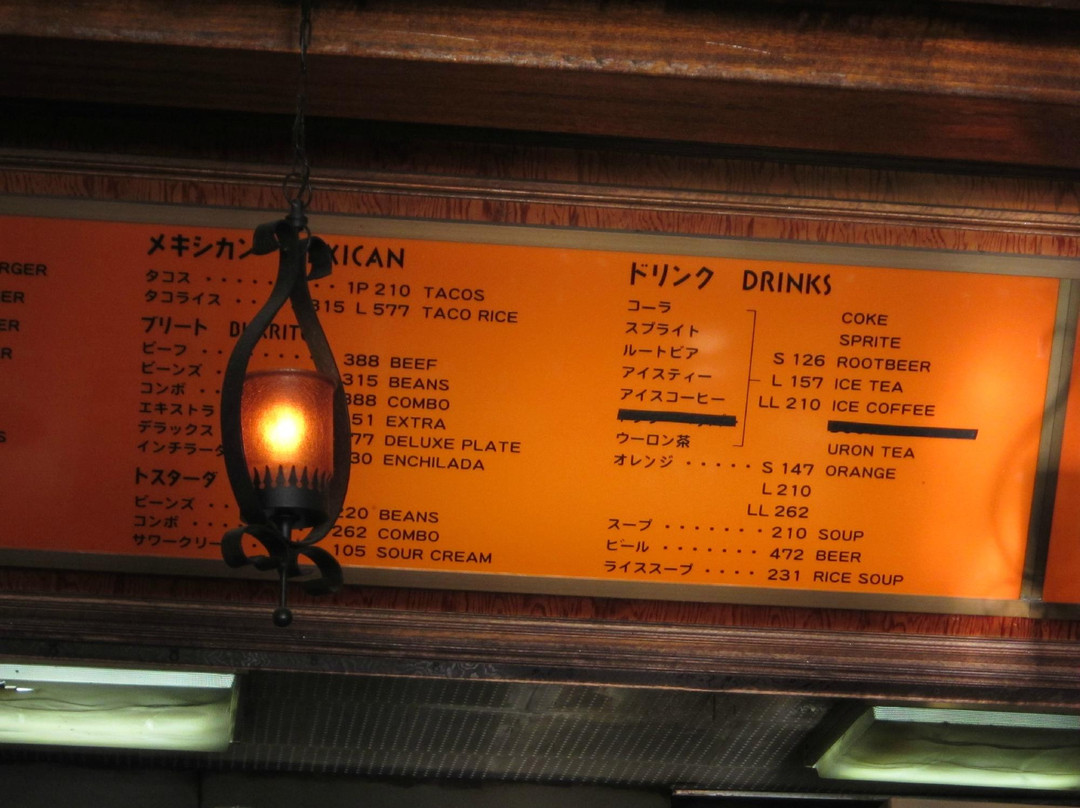 RGER
ER
ER
R
S
メキシカン XICAN
タコス ・・・・・・・ 1P 210 TACOS
タコライス ・・ 315 L 577 TACO RICE
ブリート BURRITO
ビーフ ・・・・・・・ 388 BEEF
ビーンズ ・・ 315 BEANS
コンボ ・・ 388 COMBO
エキストラ 51 EXTRA
デラックス 77 DELUXE PLATE
インチラーダ 30 ENCHILADA
トスターダ
ビーンズ ・・ 220 BEANS
コンボ ・・・ 262 COMBO
サワークリー ・・ 105 SOUR CREAM
ドリンク DRINKS
コーラ COKE
スプライト SPRITE
ルートビア S 126 ROOTBEER
アイスティー L 157 ICE TEA
アイスコーヒー LL 210 ICE COFFEE
ウーロン茶 URON TEA
オレンジ ・・・・・ S 147 ORANGE
L 210
LL 262
スープ ・・・・・・・ 210 SOUP
ビール ・・・・・・・ 472 BEER
ライススープ ・・・・ 231 RICE SOUP